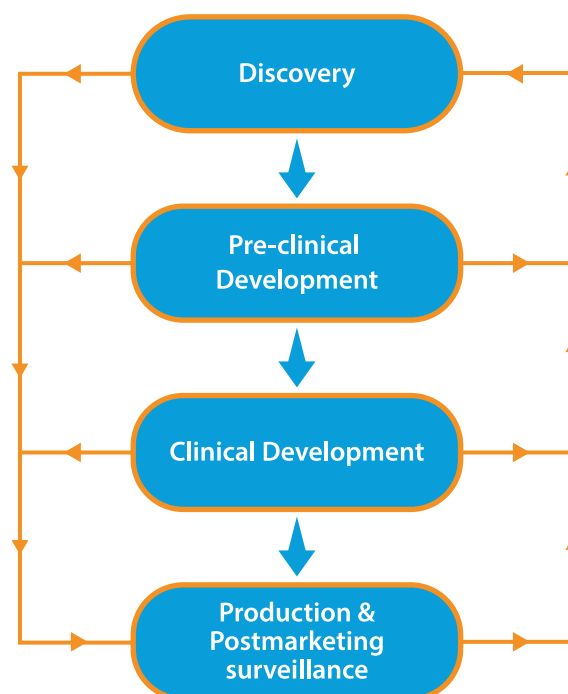 Discovery
Pre-clinical
Development
Clinical Development
Production &
Postmarketing
surveillance